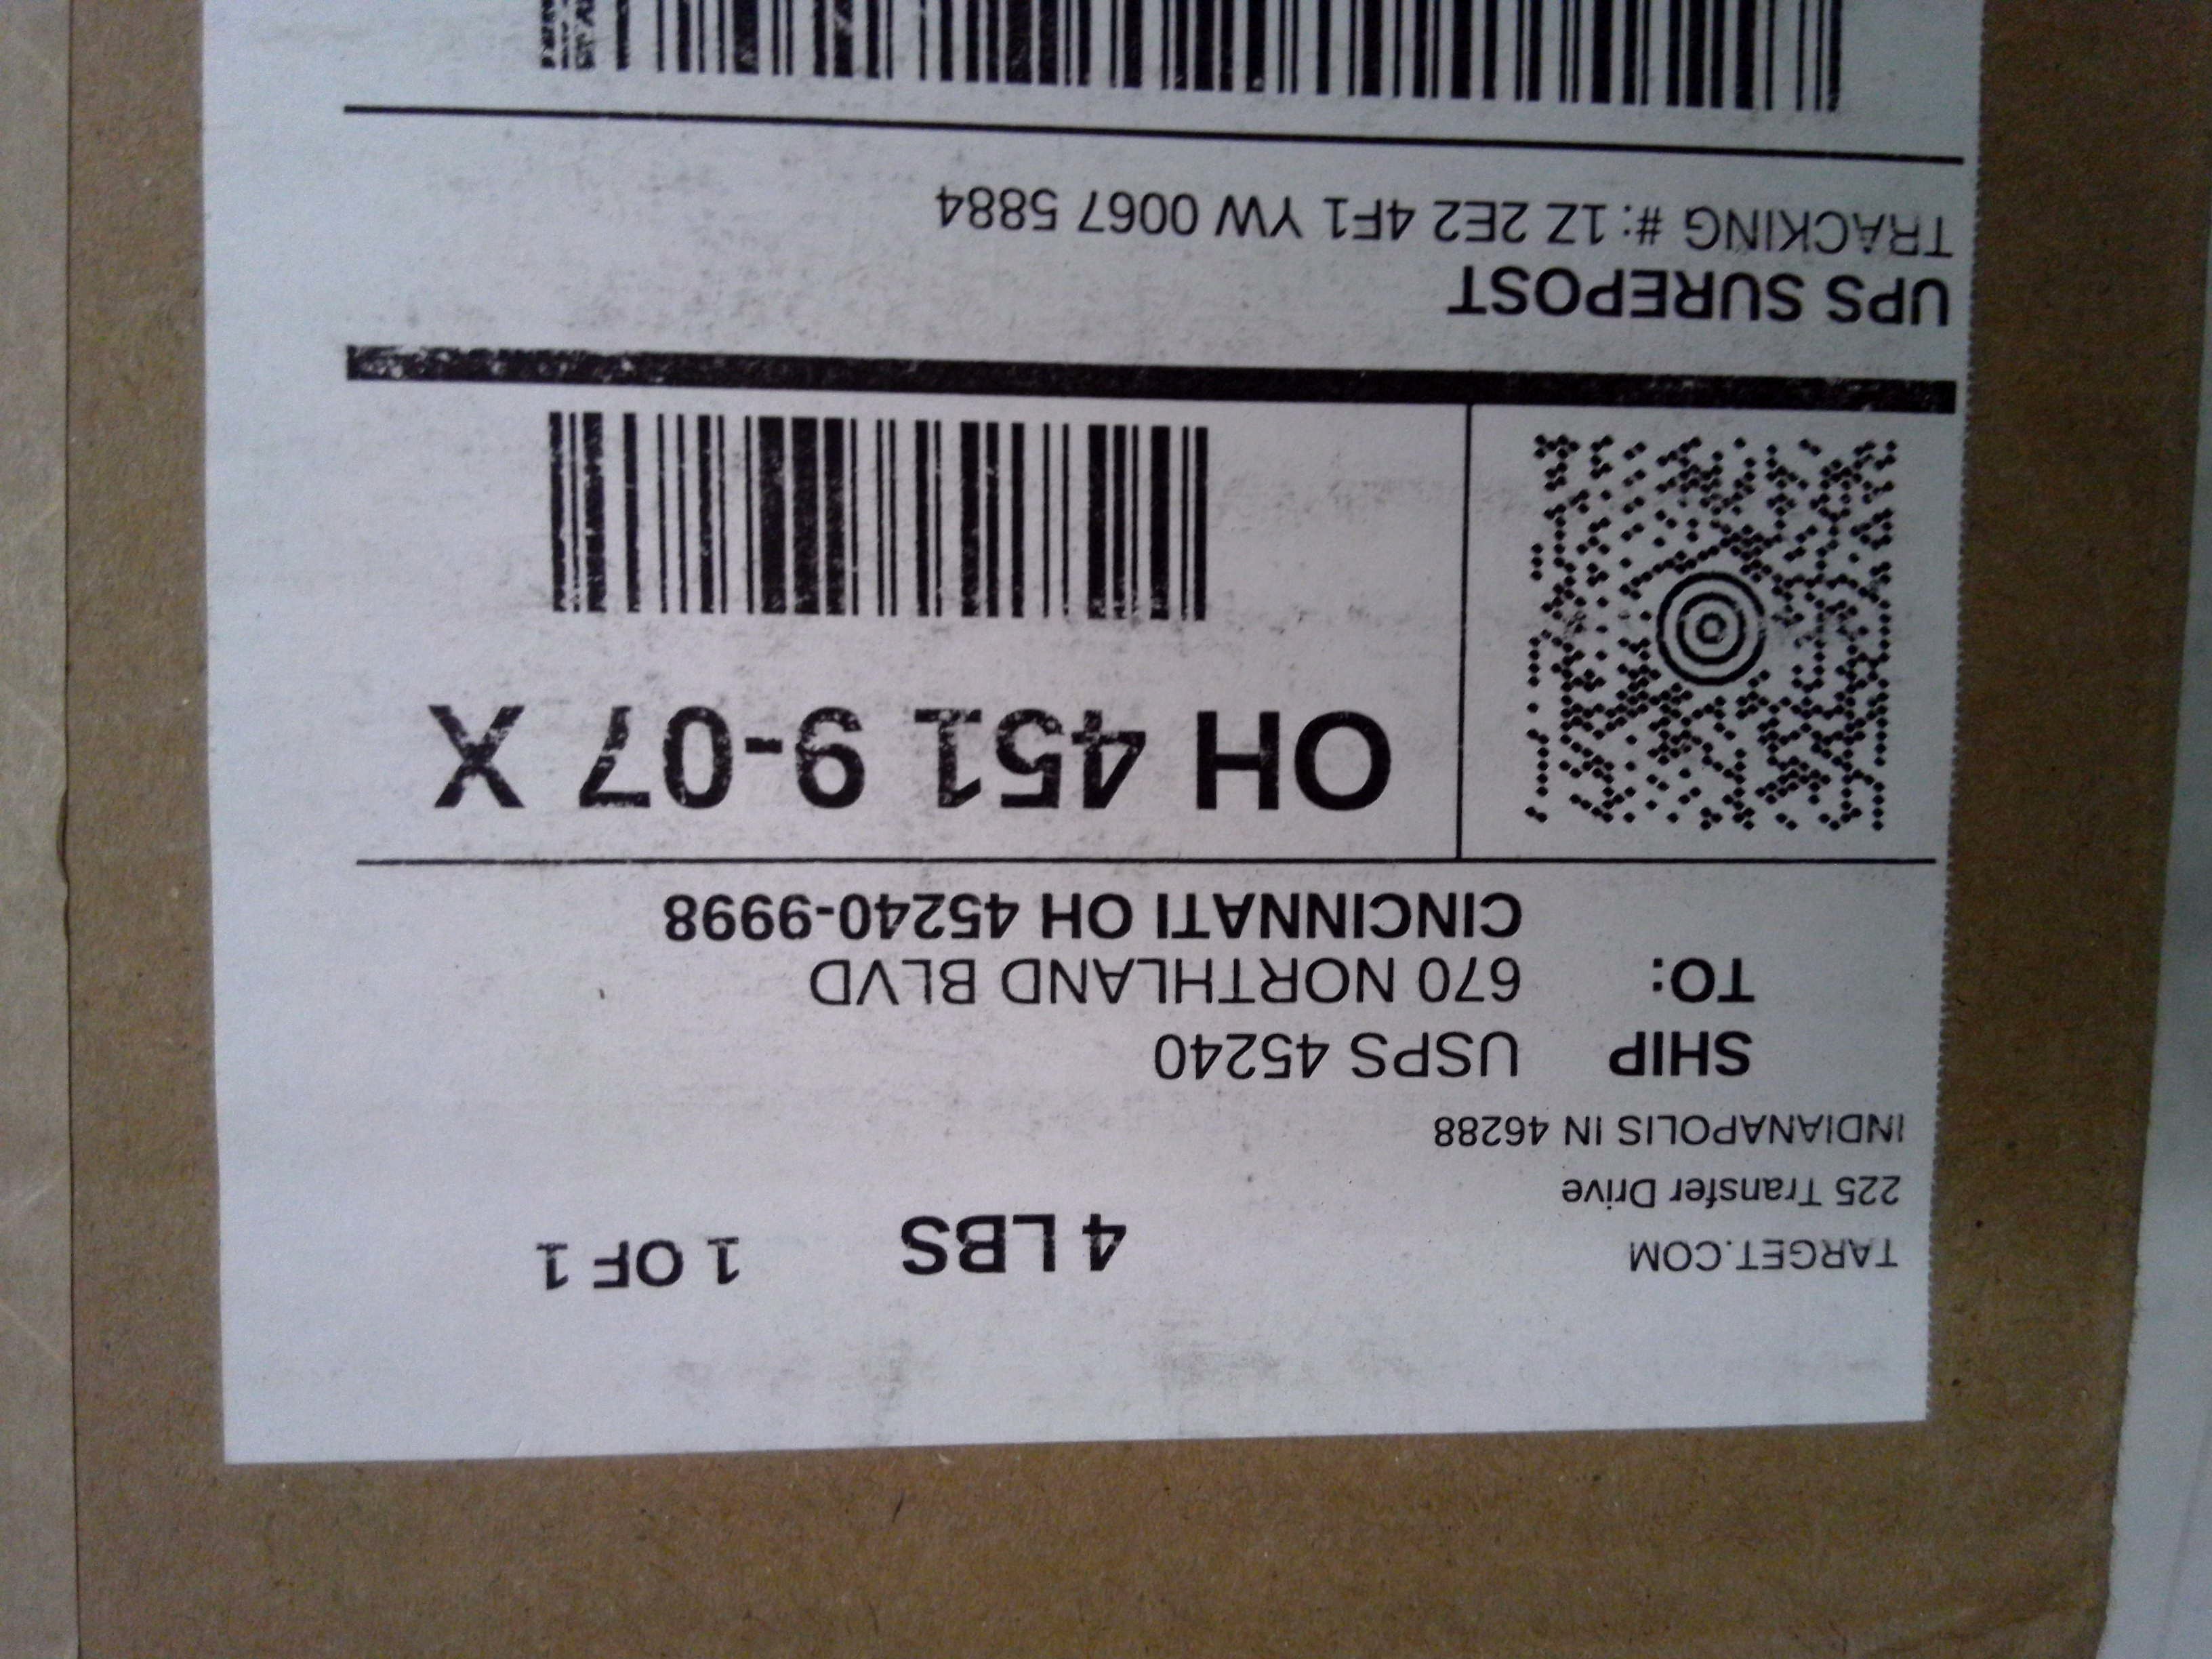 TARGET.COM
225 Transfer Drive
INDIANAPOLIS IN 46288
4 LBS
1 OF 1
SHIP TO:
USPS 45240
670 NORTHLAND BLVD
CINCINNATI OH 45240-9998
OH 451 9-07 X
UPS SUREPOST
TRACKING #: 1Z 2E2 4F1 YW 0067 5884